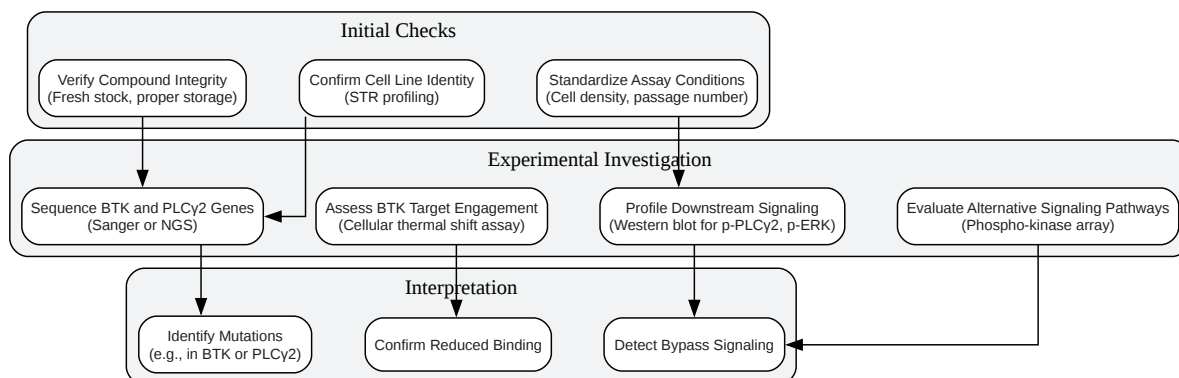 Initial Checks
Verify Compound Integrity
(Fresh stock, proper storage)
Confirm Cell Line Identity
(STR profiling)
Standardize Assay Conditions
(Cell density, passage number)
Experimental Investigation
Sequence BTK and PLCγ2 Genes
(Sanger or NGS)
Assess BTK Target Engagement
(Cellular thermal shift assay)
Profile Downstream Signaling
(Western blot for p-PLCγ2, p-ERK)
Evaluate Alternative Signaling Pathways
(Phospho-kinase array)
Interpretation
Identify Mutations
(e.g., in BTK or PLCγ2)
Confirm Reduced Binding
Detect Bypass Signaling